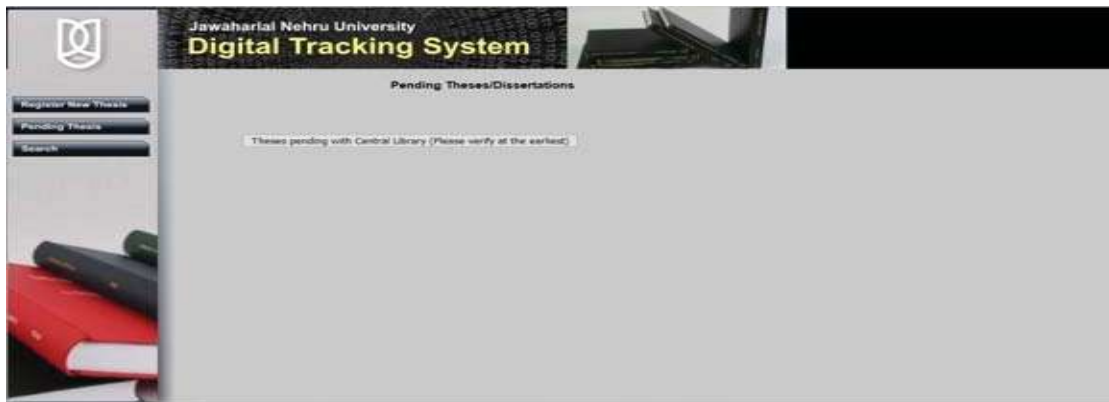 Jawaharlal Nehru University
Digital Tracking System
Pending Theses/Dissertations
Register New Thesis
Pending Thesis
Search
Theses pending with Central Library (Please verify at the earliest)